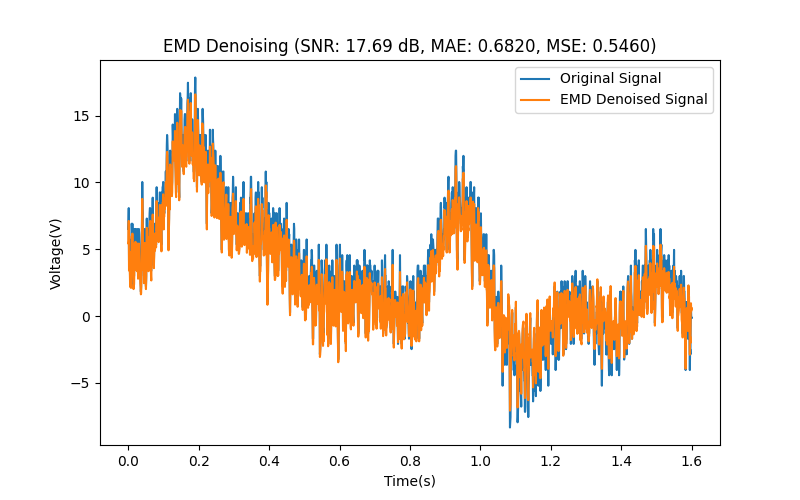 EMD Denoising (SNR: 17.69 dB, MAE: 0.6820, MSE: 0.5460)
Original Signal
EMD Denoised Signal
Voltage(V)
15
10
5
0
−5
0.0 0.2 0.4 0.6 0.8 1.0 1.2 1.4 1.6
Time(s)